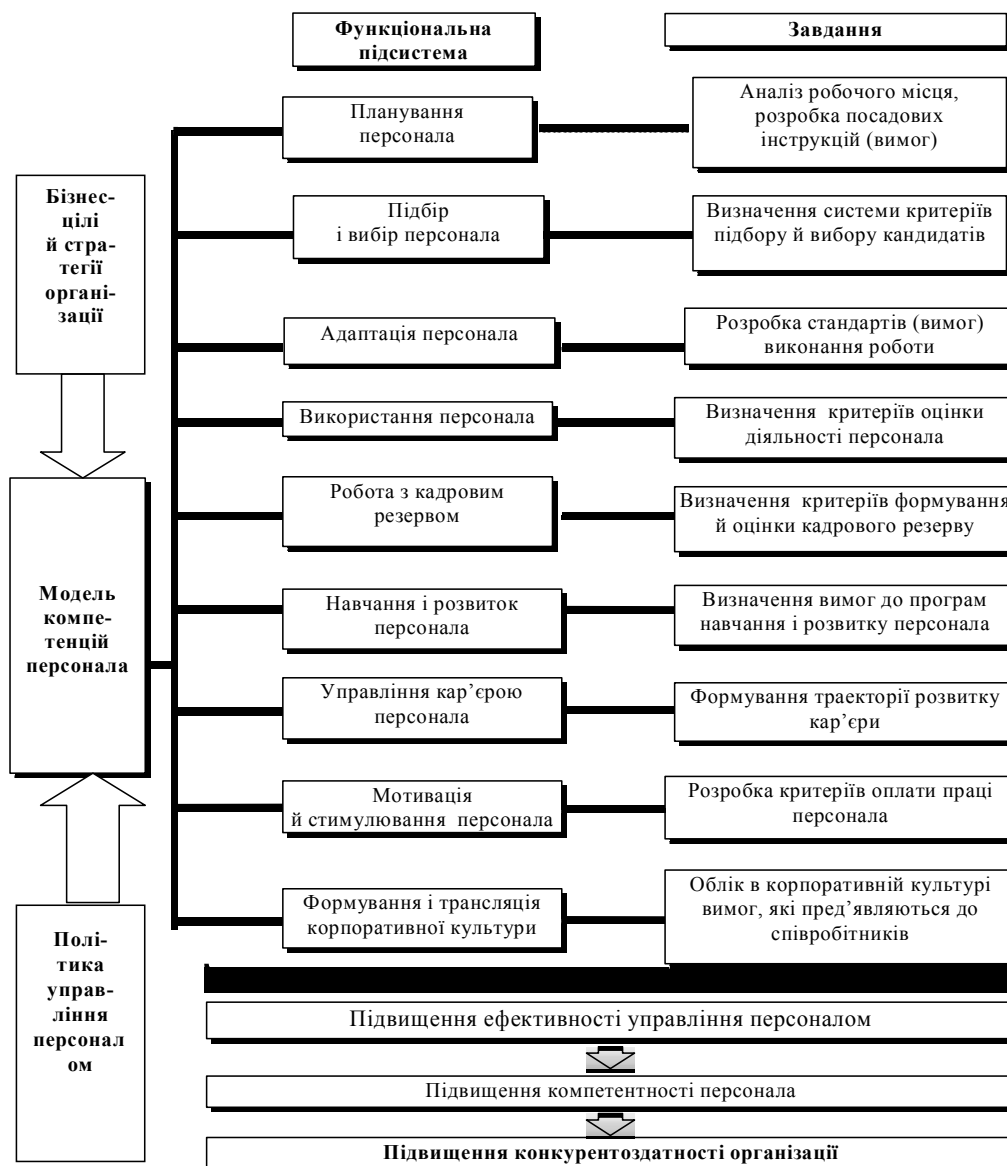 Функціональна
підсистема
Завдання
Планування
персонала
Аналіз робочого місця,
розробка посадових
інструкцій (вимог)
Бізнес-
цілі
й стра-
тегії
органі-
зації
Підбір
і вибір персонала
Визначення системи критеріїв
підбору й вибору кандидатів
Адаптація персонала
Розробка стандартів (вимог)
виконання роботи
Використання персонала
Визначення критеріїв оцінки
діяльності персонала
Модель
компе-
тенцій
персонала
Робота з кадровим
резервом
Визначення критеріїв формування
й оцінки кадрового резерву
Навчання і розвиток
персонала
Визначення вимог до програм
навчання і розвитку персонала
Управління кар’єрою
персонала
Формування траекторії розвитку
кар’єри
Мотивація
й стимулювання персонала
Розробка критеріїв оплати праці
персонала
Формування і трансляція
корпоративної культури
Облік в корпоративній культурі
вимог, які пред’являються до
співробітників
Полі-
тика
управ-
ління
персонал
ом
Підвищення ефективності управління персоналом
Підвищення компетентності персонала
Підвищення конкурентоздатності організації